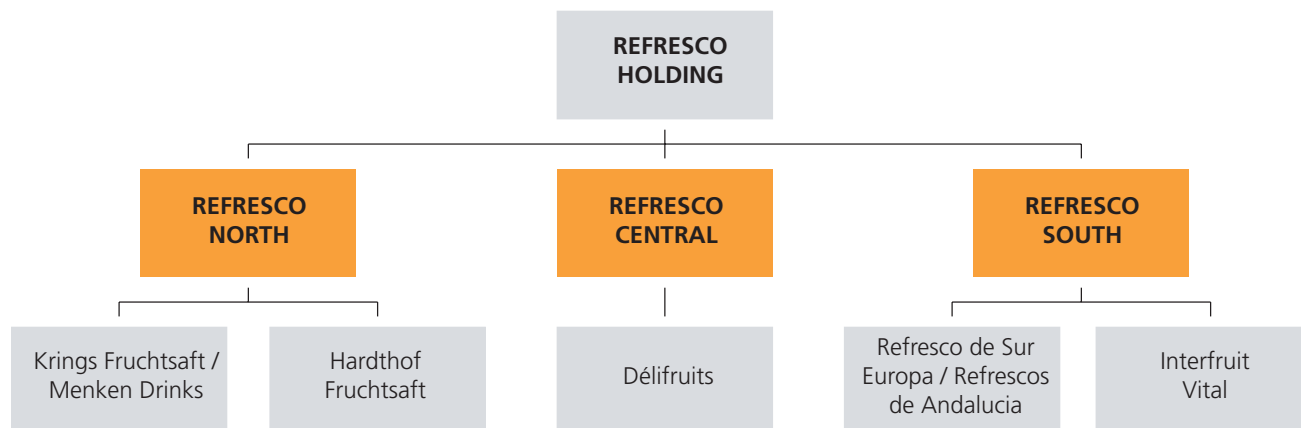 REFRESCO
HOLDING
REFRESCO
NORTH
REFRESCO
CENTRAL
REFRESCO
SOUTH
Krings Fruchtsaft /
Menken Drinks
Hardthof
Fruchtsaft
Délifruits
Refresco de Sur
Europa / Refrescos
de Andalucia
Interfruit
Vital